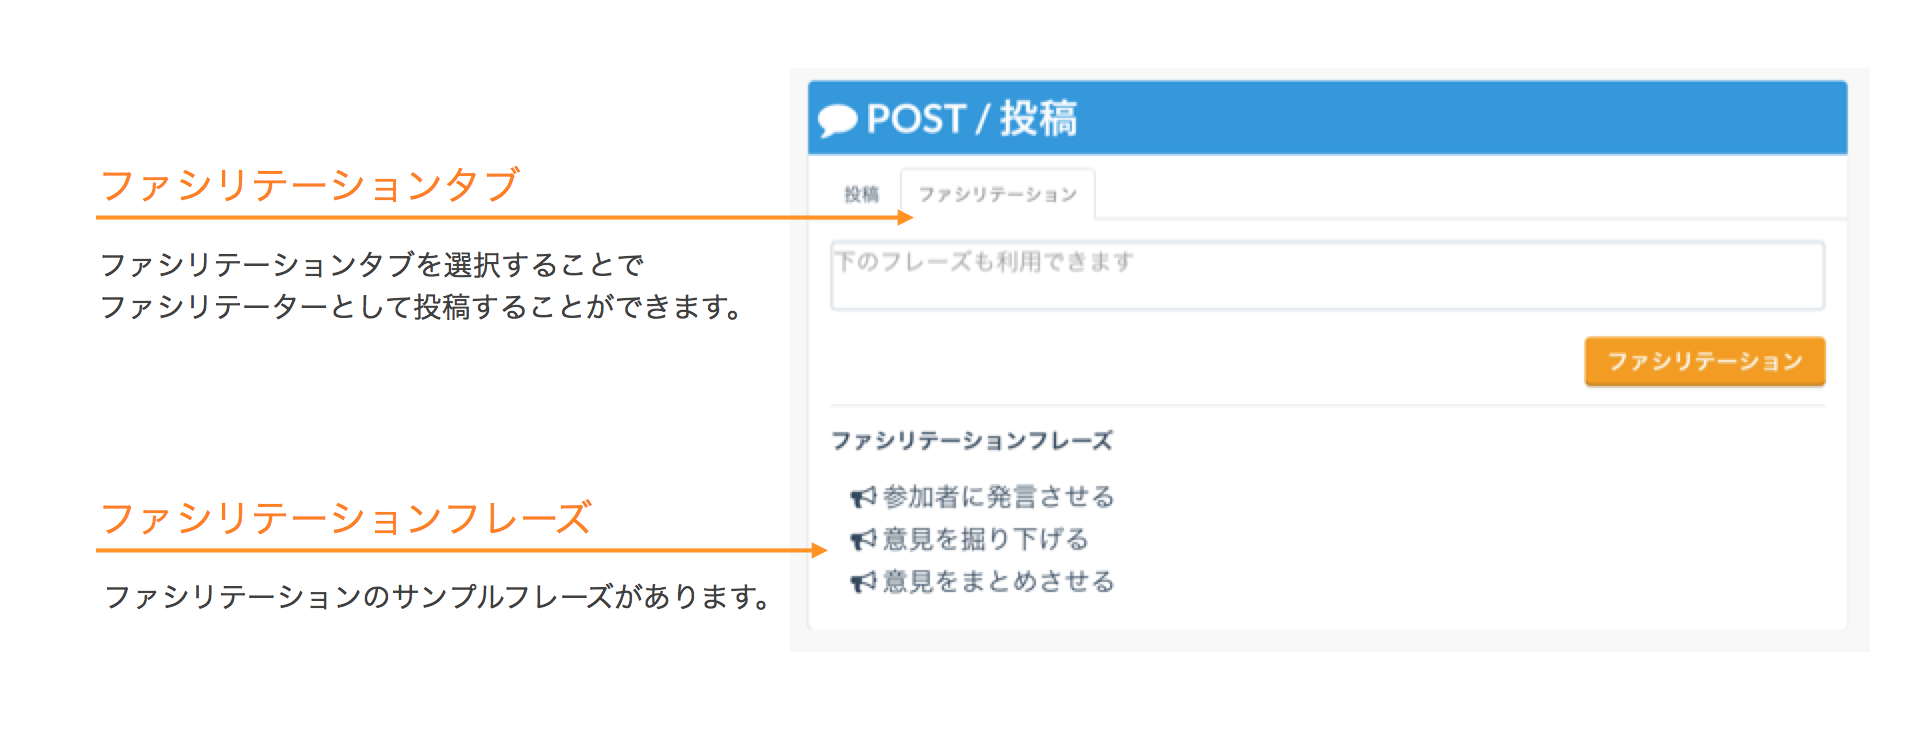 ファシリテーションタブ
ファシリテーションタブを選択することで
ファシリテーターとして投稿することができます。
ファシリテーションフレーズ
ファシリテーションのサンプルフレーズがあります。
POST / 投稿
投稿 ファシリテーション
下のフレーズも利用できます
ファシリテーション
ファシリテーションフレーズ
参加者に発言させる
意見を掘り下げる
意見をまとめさせる